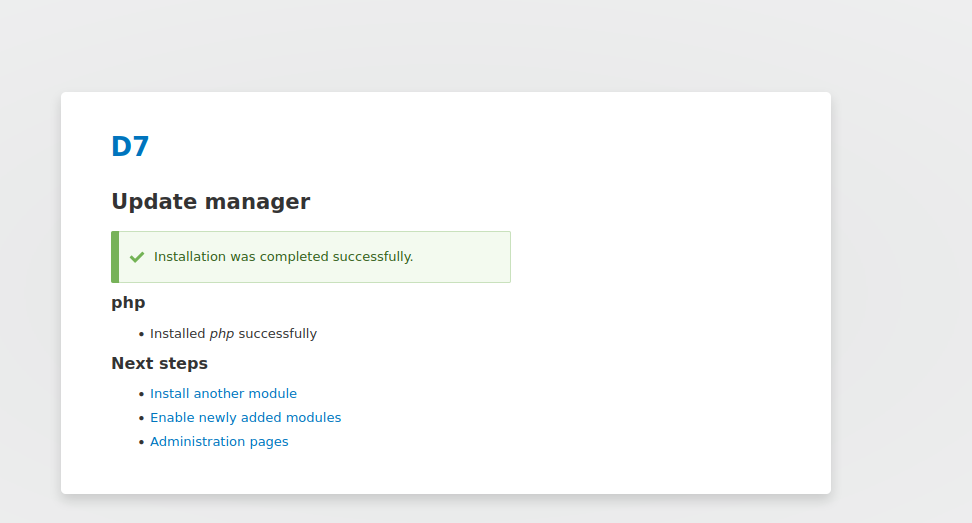 D7
Update manager
Installation was completed successfully.
php
Installed php successfully
Next steps
Install another module
Enable newly added modules
Administration pages